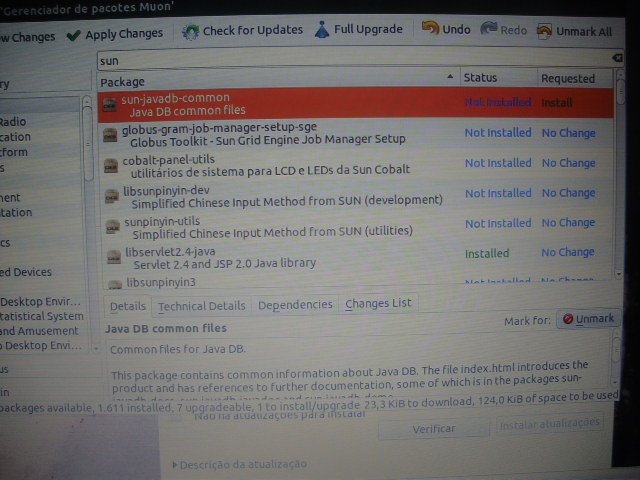 'Gerenciador de pacotes Muon'
w Changes Apply Changes Check for Updates Full Upgrade Undo Redo Unmark All
sun
ry
Package Status Requested
sun-javadb-common Not Installed Install
Java DB common files
Radio
globus-gram-job-manager-setup-sge Not Installed No Change
cation
Globus Toolkit - Sun Grid Engine Job Manager Setup
tform
cobalt-panel-utils Not Installed No Change
s
utilitários de sistema para LCD e LEDs da Sun Cobalt
libsunpinyin-dev Not Installed No Change
ment
Simplified Chinese Input Method from SUN (development)
tation
sunpinyin-utils Not Installed No Change
Simplified Chinese Input Method from SUN (utilities)
cs
libservlet2.4-java Installed No Change
Servlet 2.4 and JSP 2.0 Java library
ed Devices
libsunpinyin3 Not Installed No Change
Desktop Envir...
Details Technical Details Dependencies Changes List
Statistical System
and Amusement
Java DB common files Mark for: Unmark
o Desktop Envi...
Common files for Java DB.
us
This package contains common information about Java DB. The file index.html introduces the
product and has references to further documentation, some of which is in the packages sun-
in
packages available, 1.611 installed, 7 upgradeable, 1 to install/upgrade 23,3 KiB to download, 124,0 KiB of space to be used
Não há atualizações para instalar
Verificar Instalar atualizações
Descrição da atualização